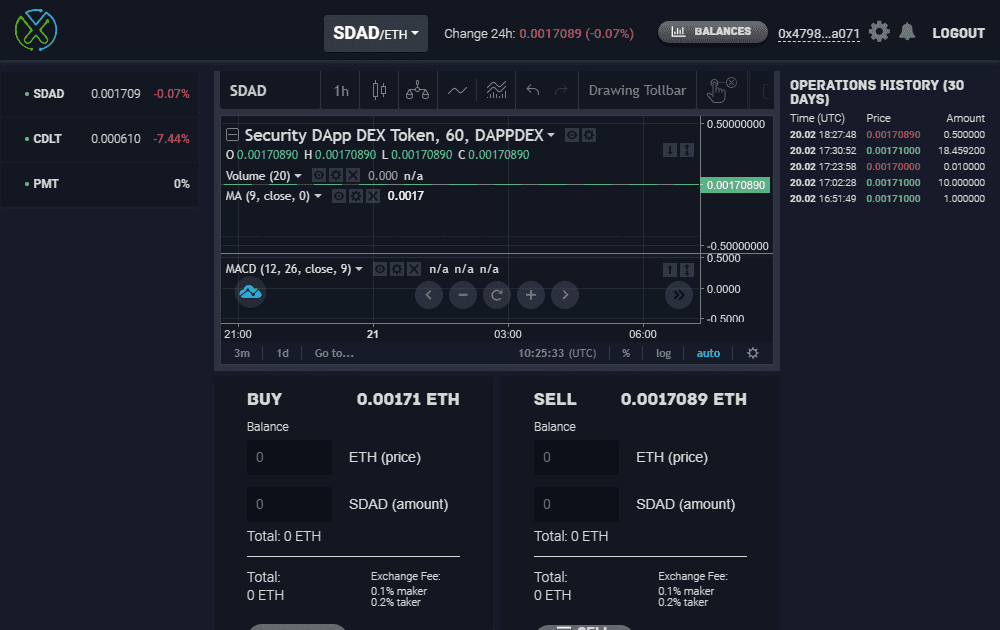 SDAD/ETH
Change 24h: 0.0017089 (-0.07%)
BALANCES
0x4798...a071
LOGOUT
SDAD 0.001709 -0.07%
CDLT 0.000610 -7.44%
PMT 0%
SDAD 1h Drawing Tollbar
Security DApp DEX Token, 60, DAPPDEX
O 0.00170890 H 0.00170890 L 0.00170890 C 0.00170890
Volume (20) 0.000 n/a
MA (9, close, 0) 0.0017
0.50000000
0.00170890
-0.50000000
MACD (12, 26, close, 9) n/a n/a n/a
0.5000
0.0000
-0.5000
21:00 21 03:00 06:00
3m 1d Go to... 10:25:33 (UTC) % log auto
OPERATIONS HISTORY (30
DAYS)
Time (UTC) Price Amount
20.02 18:27:48 0.00170890 0.500000
20.02 17:30:52 0.00171000 18.459200
20.02 17:23:58 0.00170000 0.010000
20.02 17:02:28 0.00171000 10.000000
20.02 16:51:49 0.00171000 1.000000
BUY 0.00171 ETH
Balance
0 ETH (price)
0 SDAD (amount)
Total: 0 ETH
Total:
0 ETH
Exchange Fee:
0.1% maker
0.2% taker
SELL 0.0017089 ETH
Balance
0 ETH (price)
0 SDAD (amount)
Total: 0 ETH
Total:
0 ETH
Exchange Fee:
0.1% maker
0.2% taker
SELL